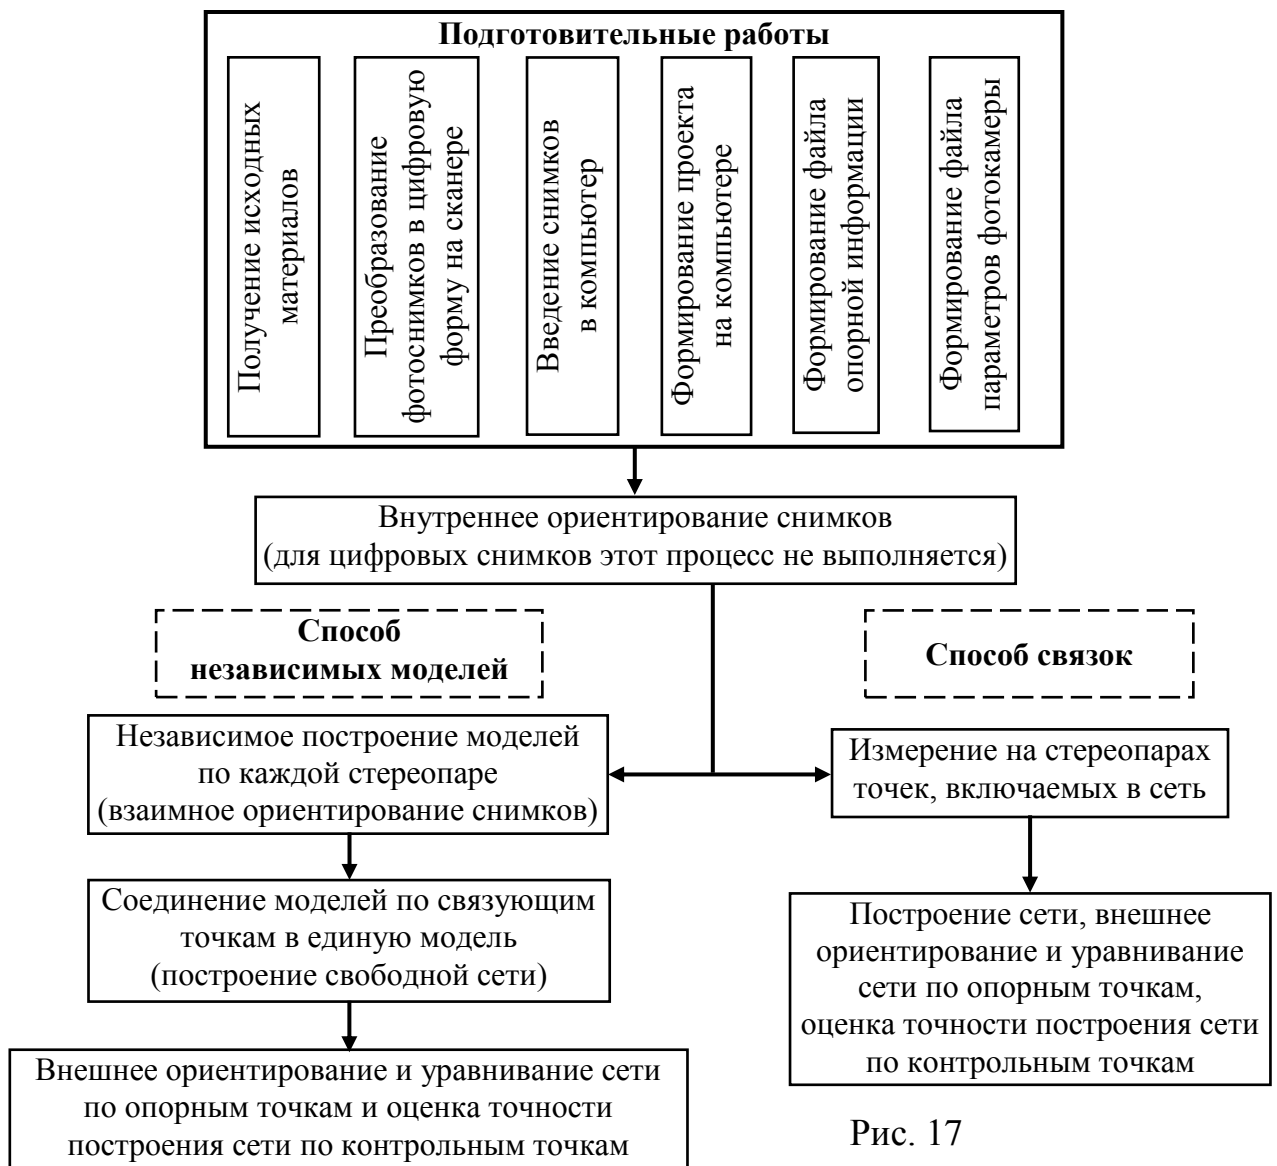 Подготовительные работы
Получение исходных
материалов
Преобразование
фотоснимков в цифровую
форму на сканере
Введение снимков
в компьютер
Формирование проекта
на компьютере
Формирование файла
опорной информации
Формирование файла
параметров фотокамеры
Внутреннее ориентирование снимков
(для цифровых снимков этот процесс не выполняется)
Способ
независимых моделей
Способ связок
Независимое построение моделей
по каждой стереопаре
(взаимное ориентирование снимков)
Измерение на стереопарах
точек, включаемых в сеть
Соединение моделей по связующим
точкам в единую модель
(построение свободной сети)
Построение сети, внешнее
ориентирование и уравнивание
сети по опорным точкам,
оценка точности построения сети
по контрольным точкам
Внешнее ориентирование и уравнивание сети
по опорным точкам и оценка точности
построения сети по контрольным точкам
Рис. 17